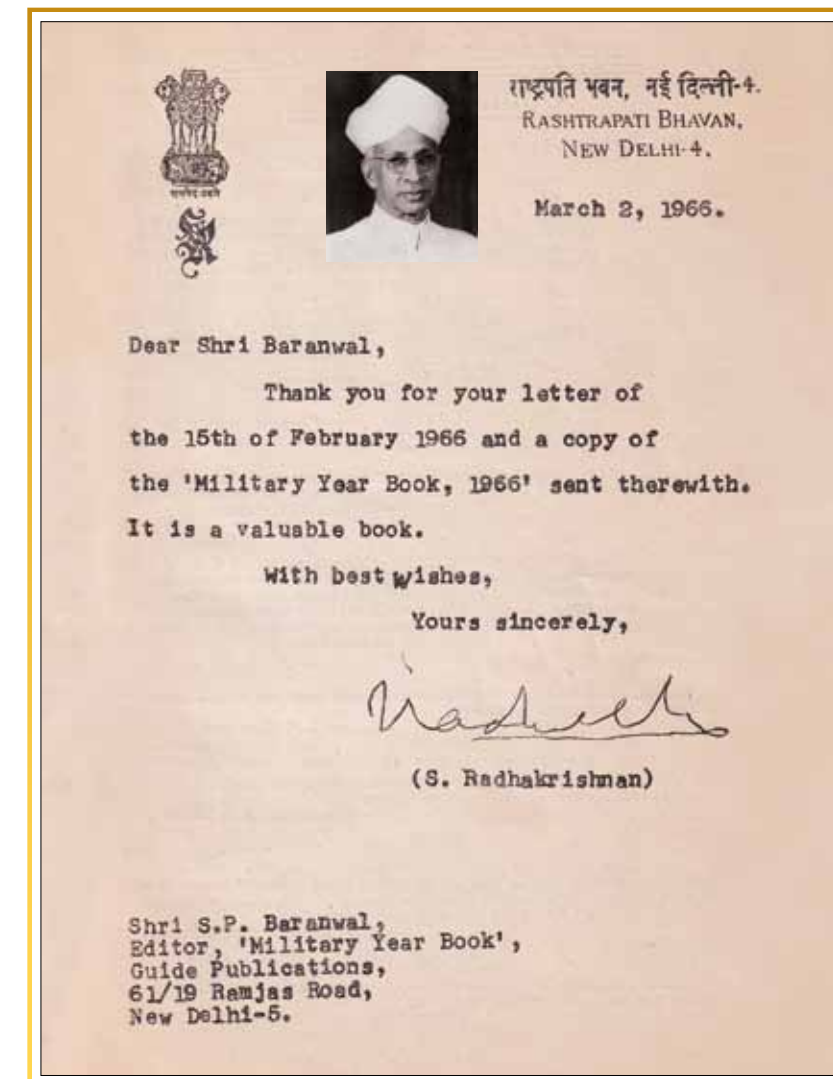 राष्ट्रपति भवन, नई दिल्ली-4.
RASHTRAPATI BHAVAN,
NEW DELHI-4.
March 2, 1966.
सत्यमेव जयते
Dear Shri Baranwal,
Thank you for your letter of
the 15th of February 1966 and a copy of
the 'Military Year Book, 1966' sent therewith.
It is a valuable book.
With best wishes,
Yours sincerely,
(S. Radhakrishnan)
Shri S.P. Baranwal,
Editor, 'Military Year Book',
Guide Publications,
61/19 Ramjas Road,
New Delhi-5.